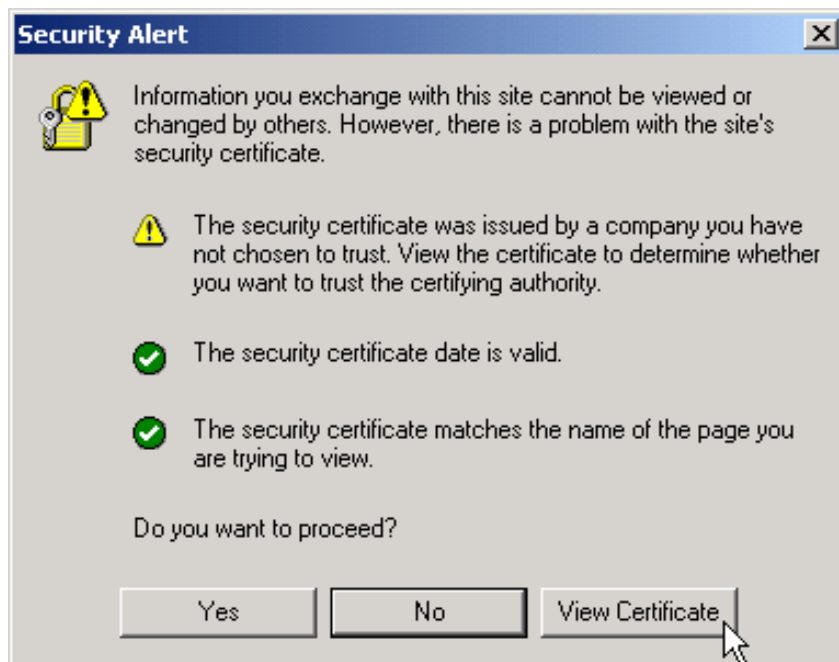 Security Alert
Information you exchange with this site cannot be viewed or
changed by others. However, there is a problem with the site's
security certificate.
The security certificate was issued by a company you have
not chosen to trust. View the certificate to determine whether
you want to trust the certifying authority.
The security certificate date is valid.
The security certificate matches the name of the page you
are trying to view.
Do you want to proceed?
Yes No View Certificate